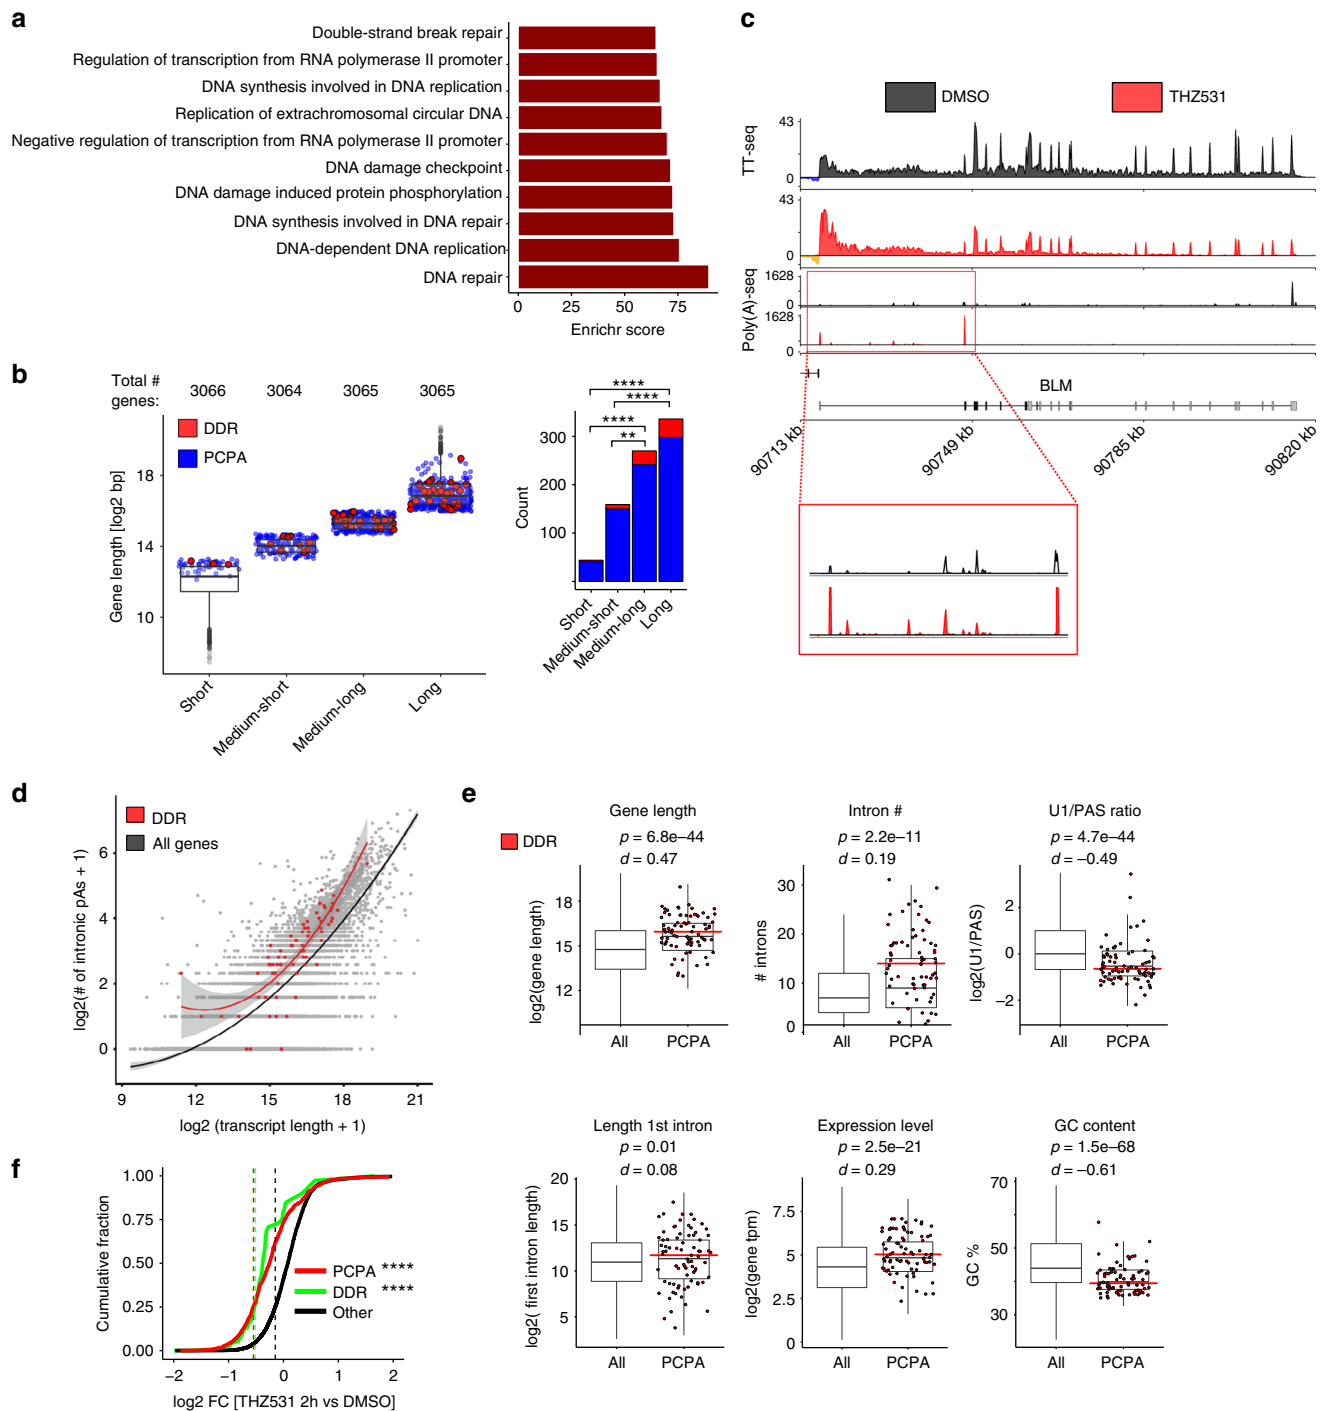 a
Double-strand break repair
Regulation of transcription from RNA polymerase II promoter
DNA synthesis involved in DNA replication
Replication of extrachromosomal circular DNA
Negative regulation of transcription from RNA polymerase II promoter
DNA damage checkpoint
DNA damage induced protein phosphorylation
DNA synthesis involved in DNA repair
DNA-dependent DNA replication
DNA repair
0 25 50 75
Enrichr score
b
Total # genes: 3066 3064 3065 3065
DDR
PCPA
Gene length [log2 bp]
18
14
10
Short
Medium-short
Medium-long
Long
****
****
****
**
Count
300
200
100
Short
Medium-short
Medium-long
Long
c
DMSO
THZ531
TT-seq
43
0
43
0
Poly(A)-seq
1628
0
1628
0
BLM
90713 kb
90749 kb
90785 kb
90820 kb
d
DDR
All genes
log2(# of intronic pAs + 1)
6
4
2
0
9 12 15 18 21
log2 (transcript length + 1)
e
DDR
Gene length
p = 6.8e–44
d = 0.47
log2(gene length)
18
15
12
All PCPA
Intron #
p = 2.2e–11
d = 0.19
# introns
30
20
10
0
All PCPA
U1/PAS ratio
p = 4.7e–44
d = –0.49
log2(U1/PAS)
2
0
–2
All PCPA
Length 1st intron
p = 0.01
d = 0.08
log2( first intron length)
20
15
10
5
All PCPA
Expression level
p = 2.5e–21
d = 0.29
log2(gene tpm)
7.5
5
2.5
0
All PCPA
GC content
p = 1.5e–68
d = –0.61
GC %
70
50
30
All PCPA
f
Cumulative fraction
1.00
0.75
0.50
0.25
0.00
PCPA ****
DDR ****
Other
–2 –1 0 1 2
log2 FC [THZ531 2h vs DMSO]